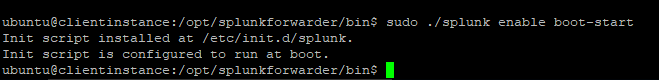 ubuntu@clientinstance:/opt/splunkforwarder/bin$ sudo ./splunk enable boot-start
Init script installed at /etc/init.d/splunk.
Init script is configured to run at boot.
ubuntu@clientinstance:/opt/splunkforwarder/bin$